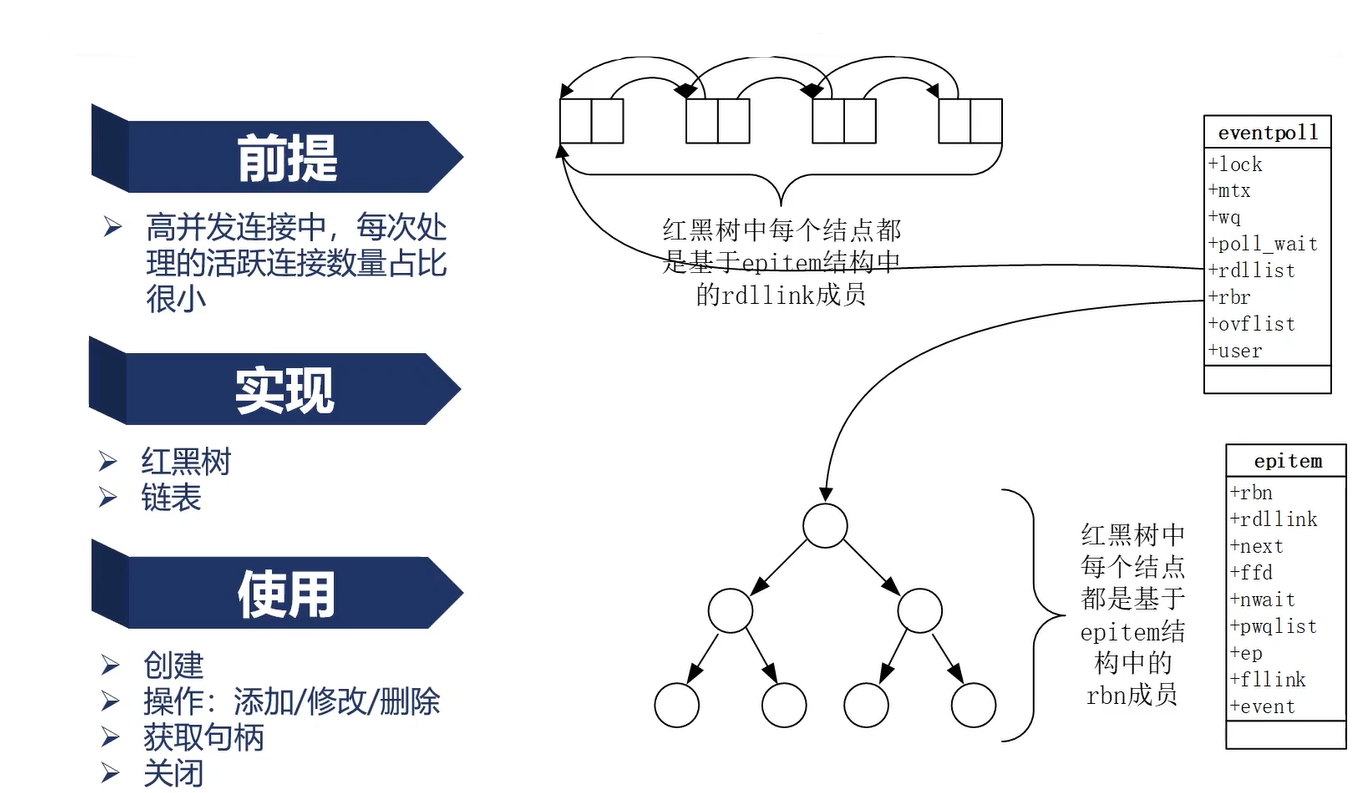 前提
高并发连接中，每次处
理的活跃连接数量占比
很小
实现
红黑树
链表
使用
创建
操作：添加/修改/删除
获取句柄
关闭
红黑树中每个结点都
是基于epitem结构中
的rdllink成员
eventpoll
+lock
+mtx
+wq
+poll_wait
+rdllist
+rbr
+ovflist
+user
红黑树中
每个结点
都是基于
epitem结
构中的
rbn成员
epitem
+rbn
+rdllink
+next
+ffd
+nwait
+pwqlist
+ep
+fllink
+event